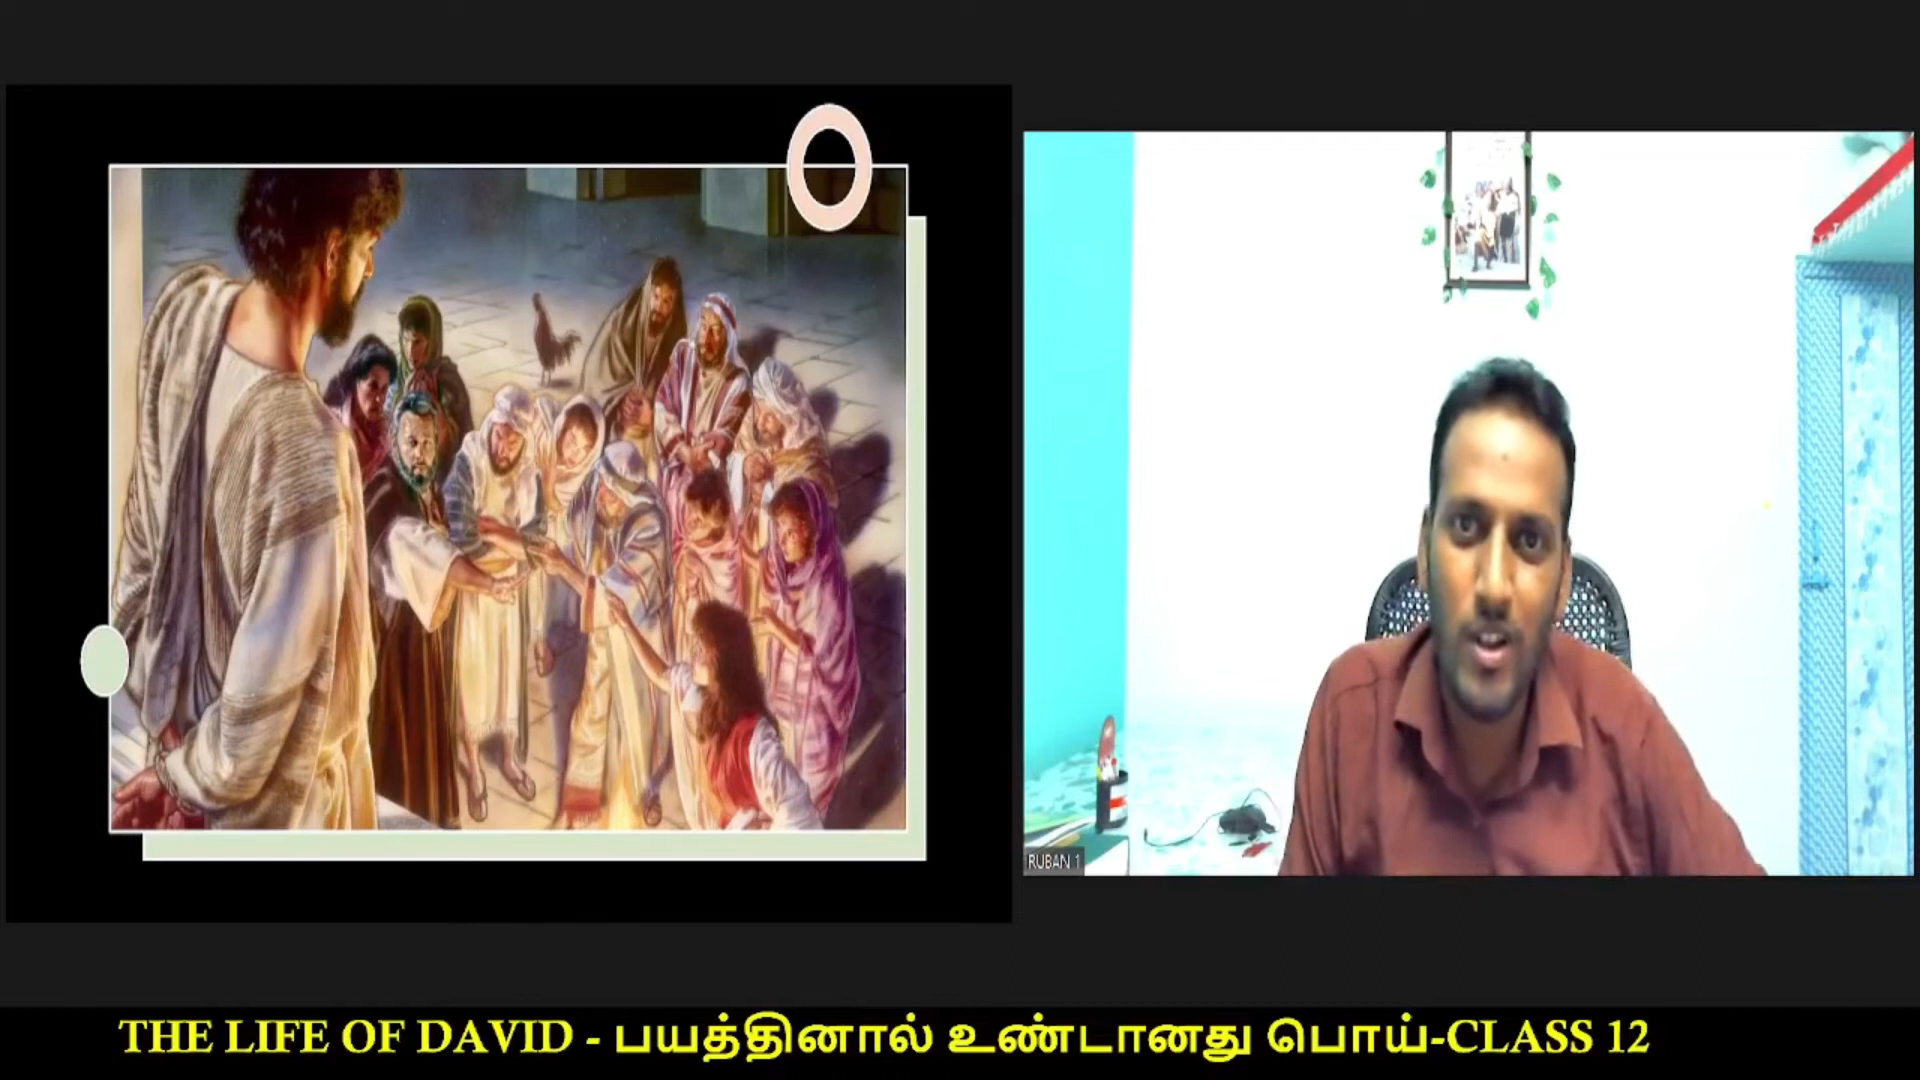 RUBAN 1
THE LIFE OF DAVID - பயத்தினால் உண்டானது பொய்-CLASS 12